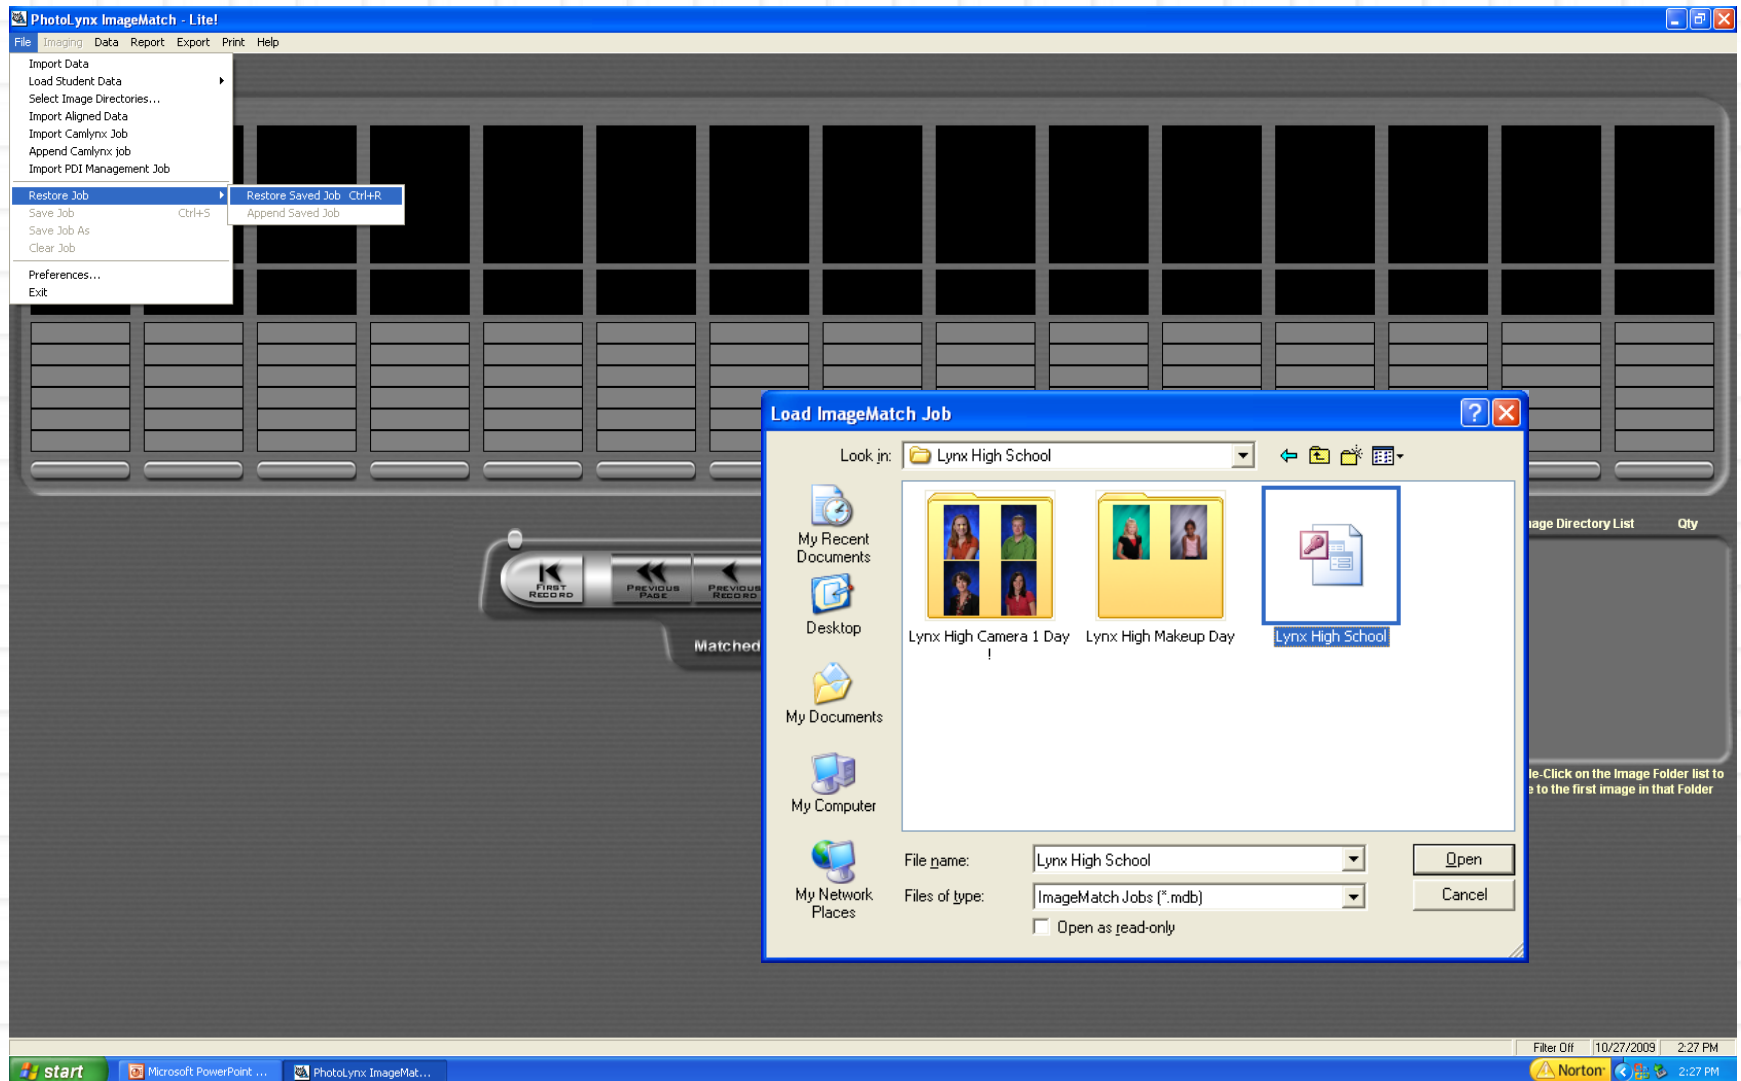 PhotoLynx ImageMatch - Lite!
File Imaging Data Report Export Print Help
Import Data
Load Student Data
Select Image Directories...
Import Aligned Data
Import Camlynx Job
Append Camlynx job
Import PDI Management Job
Restore Job
Restore Saved Job Ctrl+R
Save Job Ctrl+S
Append Saved Job
Save Job As
Clear Job
Preferences...
Exit
Load ImageMatch Job
Look in: Lynx High School
My Recent
Documents
Desktop
My Documents
My Computer
My Network
Places
Lynx High Camera 1 Day
!
Lynx High Makeup Day
Lynx High School
File name: Lynx High School
Open
Files of type: ImageMatch Jobs (*.mdb)
Cancel
Open as read-only
FIRST
RECORD
PREVIOUS
PAGE
PREVIOUS
RECORD
Matched
Directory List Qty
le-Click on the Image Folder list to
e to the first image in that Folder
Filter Off 10/27/2009 2:27 PM
start
Microsoft PowerPoint ...
PhotoLynx ImageMat...
Norton
2:27 PM